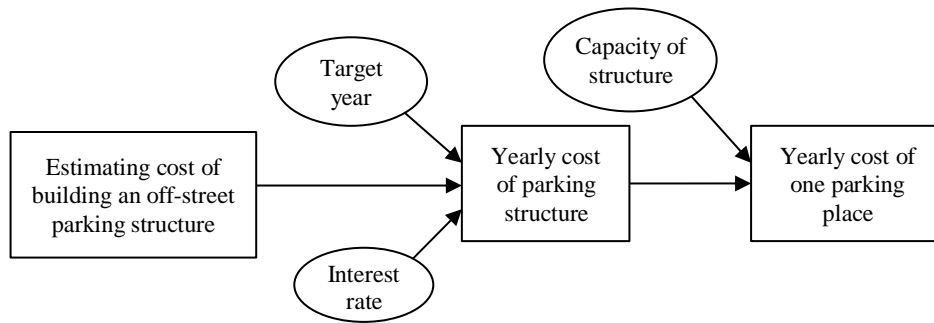 Target
year
Capacity of
structure
Estimating cost of
building an off-street
parking structure
Yearly cost
of parking
structure
Yearly cost of
one parking
place
Interest
rate